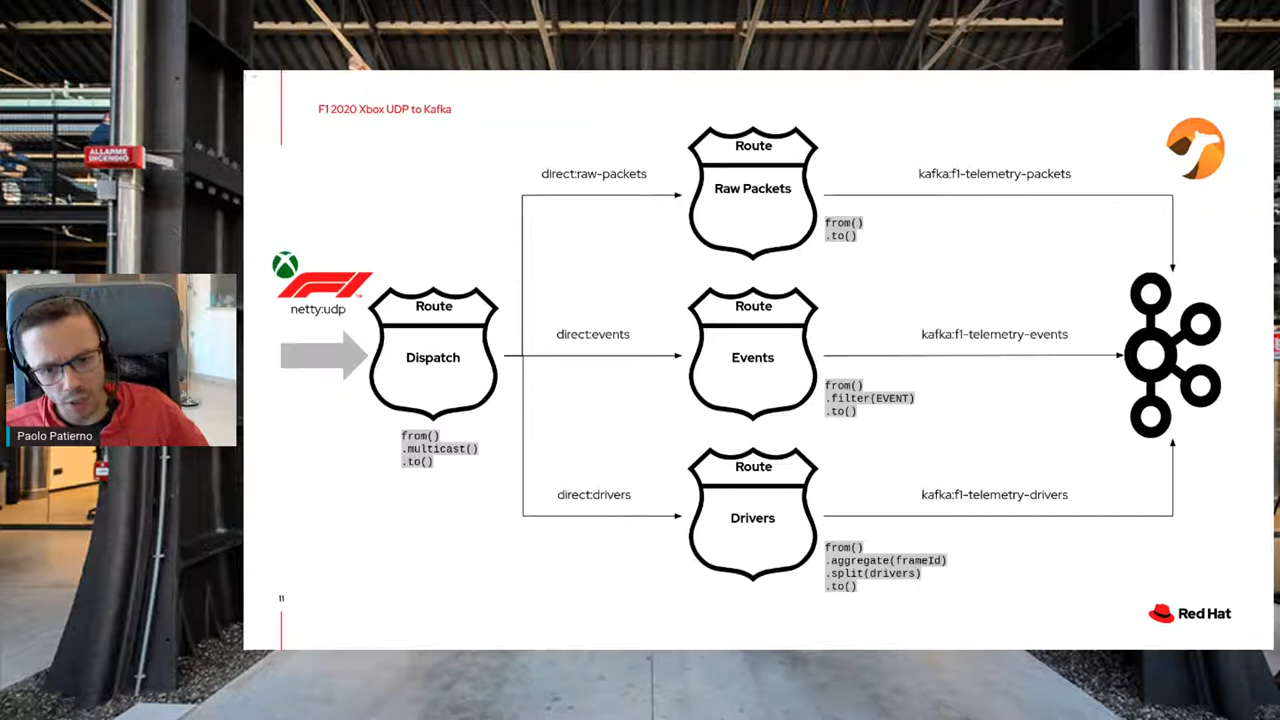 F1 2020 Xbox UDP to Kafka
ALLARME
INCENDIO
Route
Raw Packets
direct:raw-packets
kafka:f1-telemetry-packets
from()
.to()
netty:udp
Route
Dispatch
from()
.multicast()
.to()
direct:events
Route
Events
kafka:f1-telemetry-events
from()
.filter(EVENT)
.to()
Paolo Patierno
direct:drivers
Route
Drivers
kafka:f1-telemetry-drivers
from()
.aggregate(frameId)
.split(drivers)
.to()
11
Red Hat